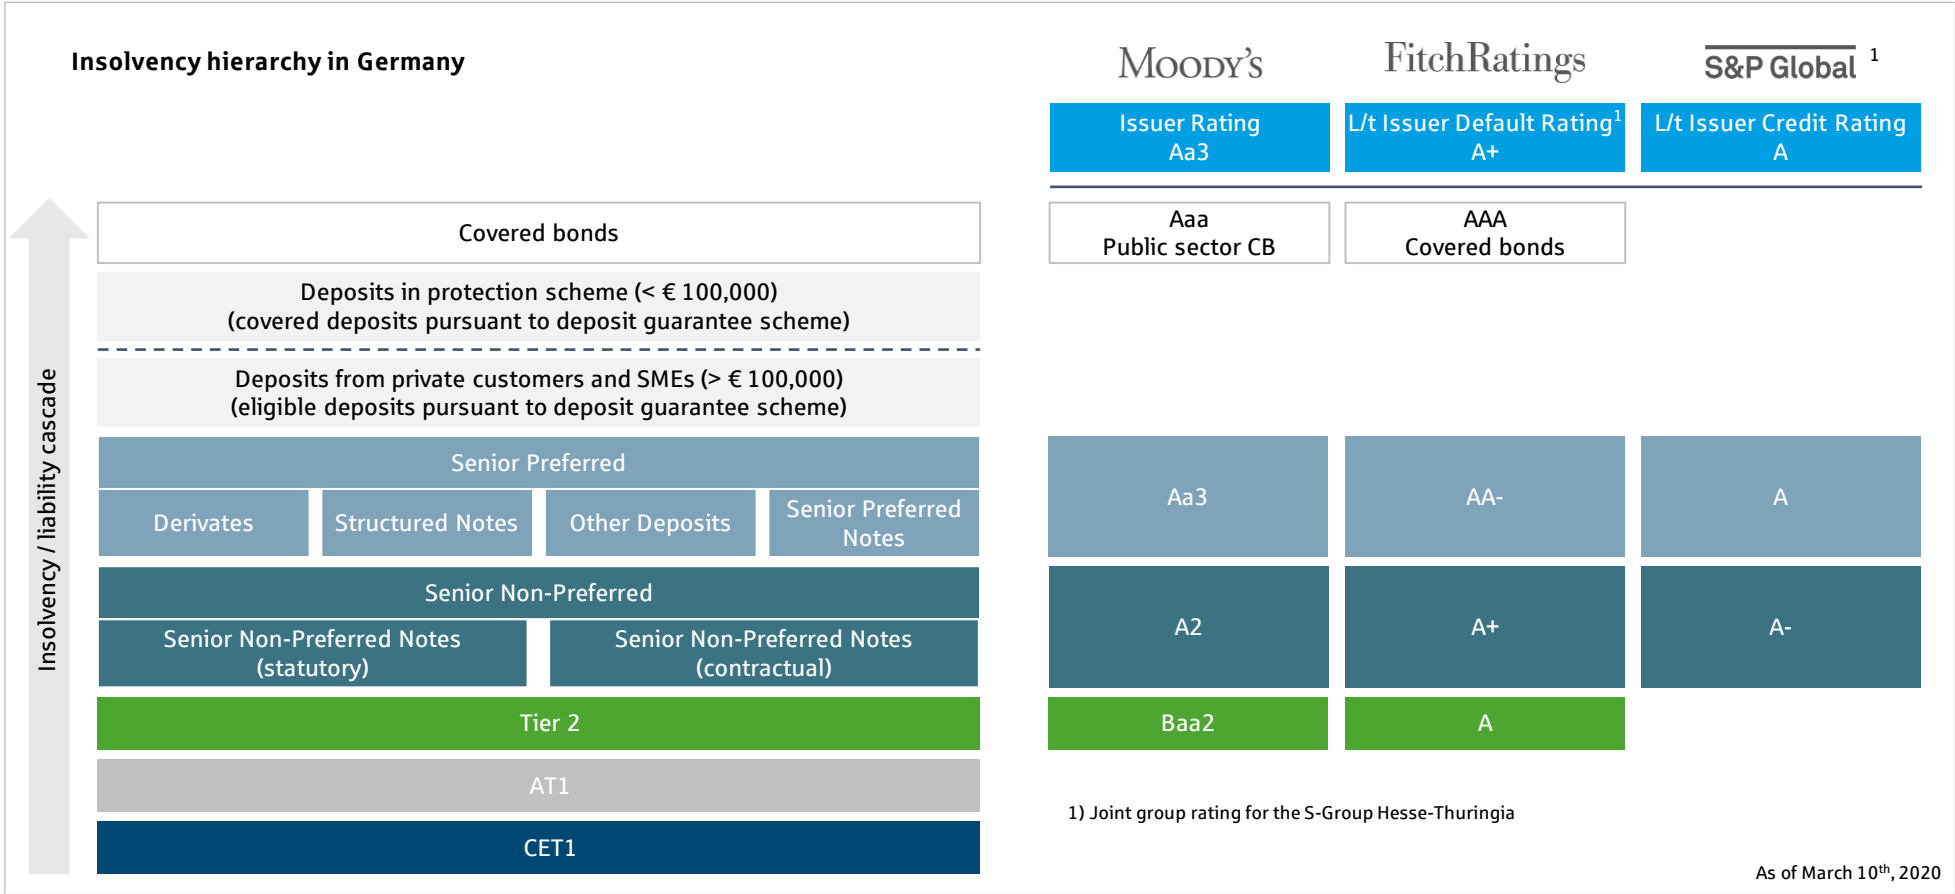 Insolvency hierarchy in Germany
MOODY'S
FitchRatings
S&P Global 1
Issuer Rating
Aa3
L/t Issuer Default Rating1
A+
L/t Issuer Credit Rating
A
Insolvency / liability cascade
Covered bonds
Aaa
Public sector CB
AAA
Covered bonds
Deposits in protection scheme (< € 100,000)
(covered deposits pursuant to deposit guarantee scheme)
Deposits from private customers and SMEs (> € 100,000)
(eligible deposits pursuant to deposit guarantee scheme)
Senior Preferred
Derivates
Structured Notes
Other Deposits
Senior Preferred
Notes
Aa3
AA-
A
Senior Non-Preferred
Senior Non-Preferred Notes
(statutory)
Senior Non-Preferred Notes
(contractual)
A2
A+
A-
Tier 2
Baa2
A
AT1
CET1
1) Joint group rating for the S-Group Hesse-Thuringia
As of March 10th, 2020